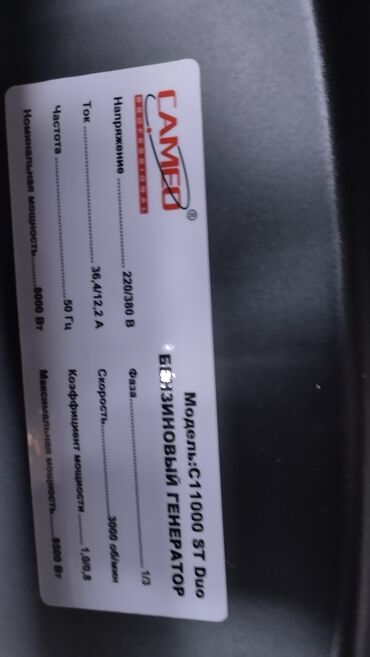 CAMEO ®
PROFESSIONAL
Модель:C11000 ST Duo
БЕНЗИНОВЫЙ ГЕНЕРАТОР
Напряжение ........................ 220/380 В
Фаза.......................................1/3
Ток ...................................... 36,4/12,2 А
Скорость.......................3000 об/мин
Частота ...................................50 Гц
Коэффициент мощности ........ 1,0/0,8
Номинальная мощность ........ 8000 Вт
Максимальная мощность ....... 8500 Вт